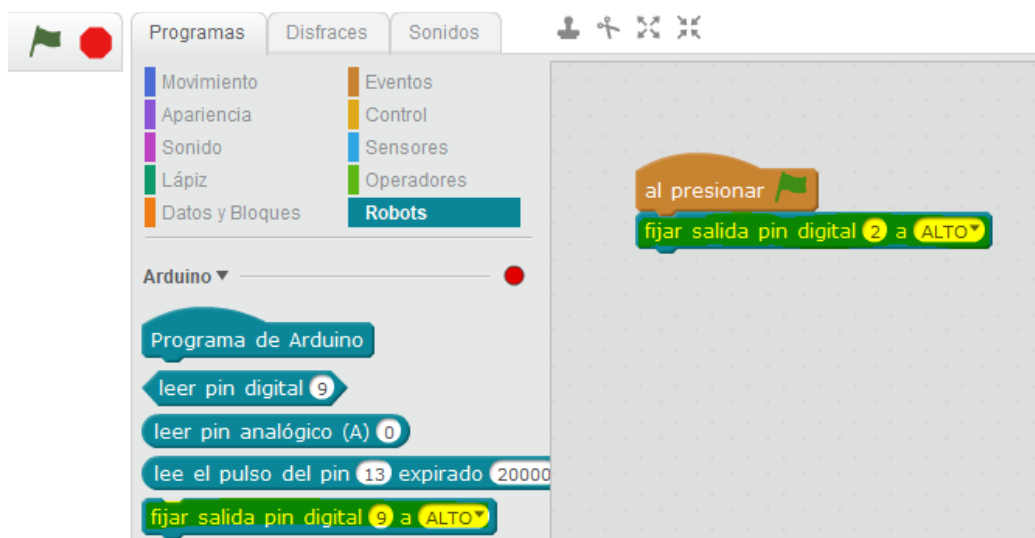 Programas Disfraces Sonidos
Movimiento Eventos
Apariencia Control
Sonido Sensores
Lápiz Operadores
Datos y Bloques Robots
Arduino
Programa de Arduino
leer pin digital 9
leer pin analógico (A) 0
lee el pulso del pin 13 expirado 20000
fijar salida pin digital 9 a ALTO
al presionar
fijar salida pin digital 2 a ALTO